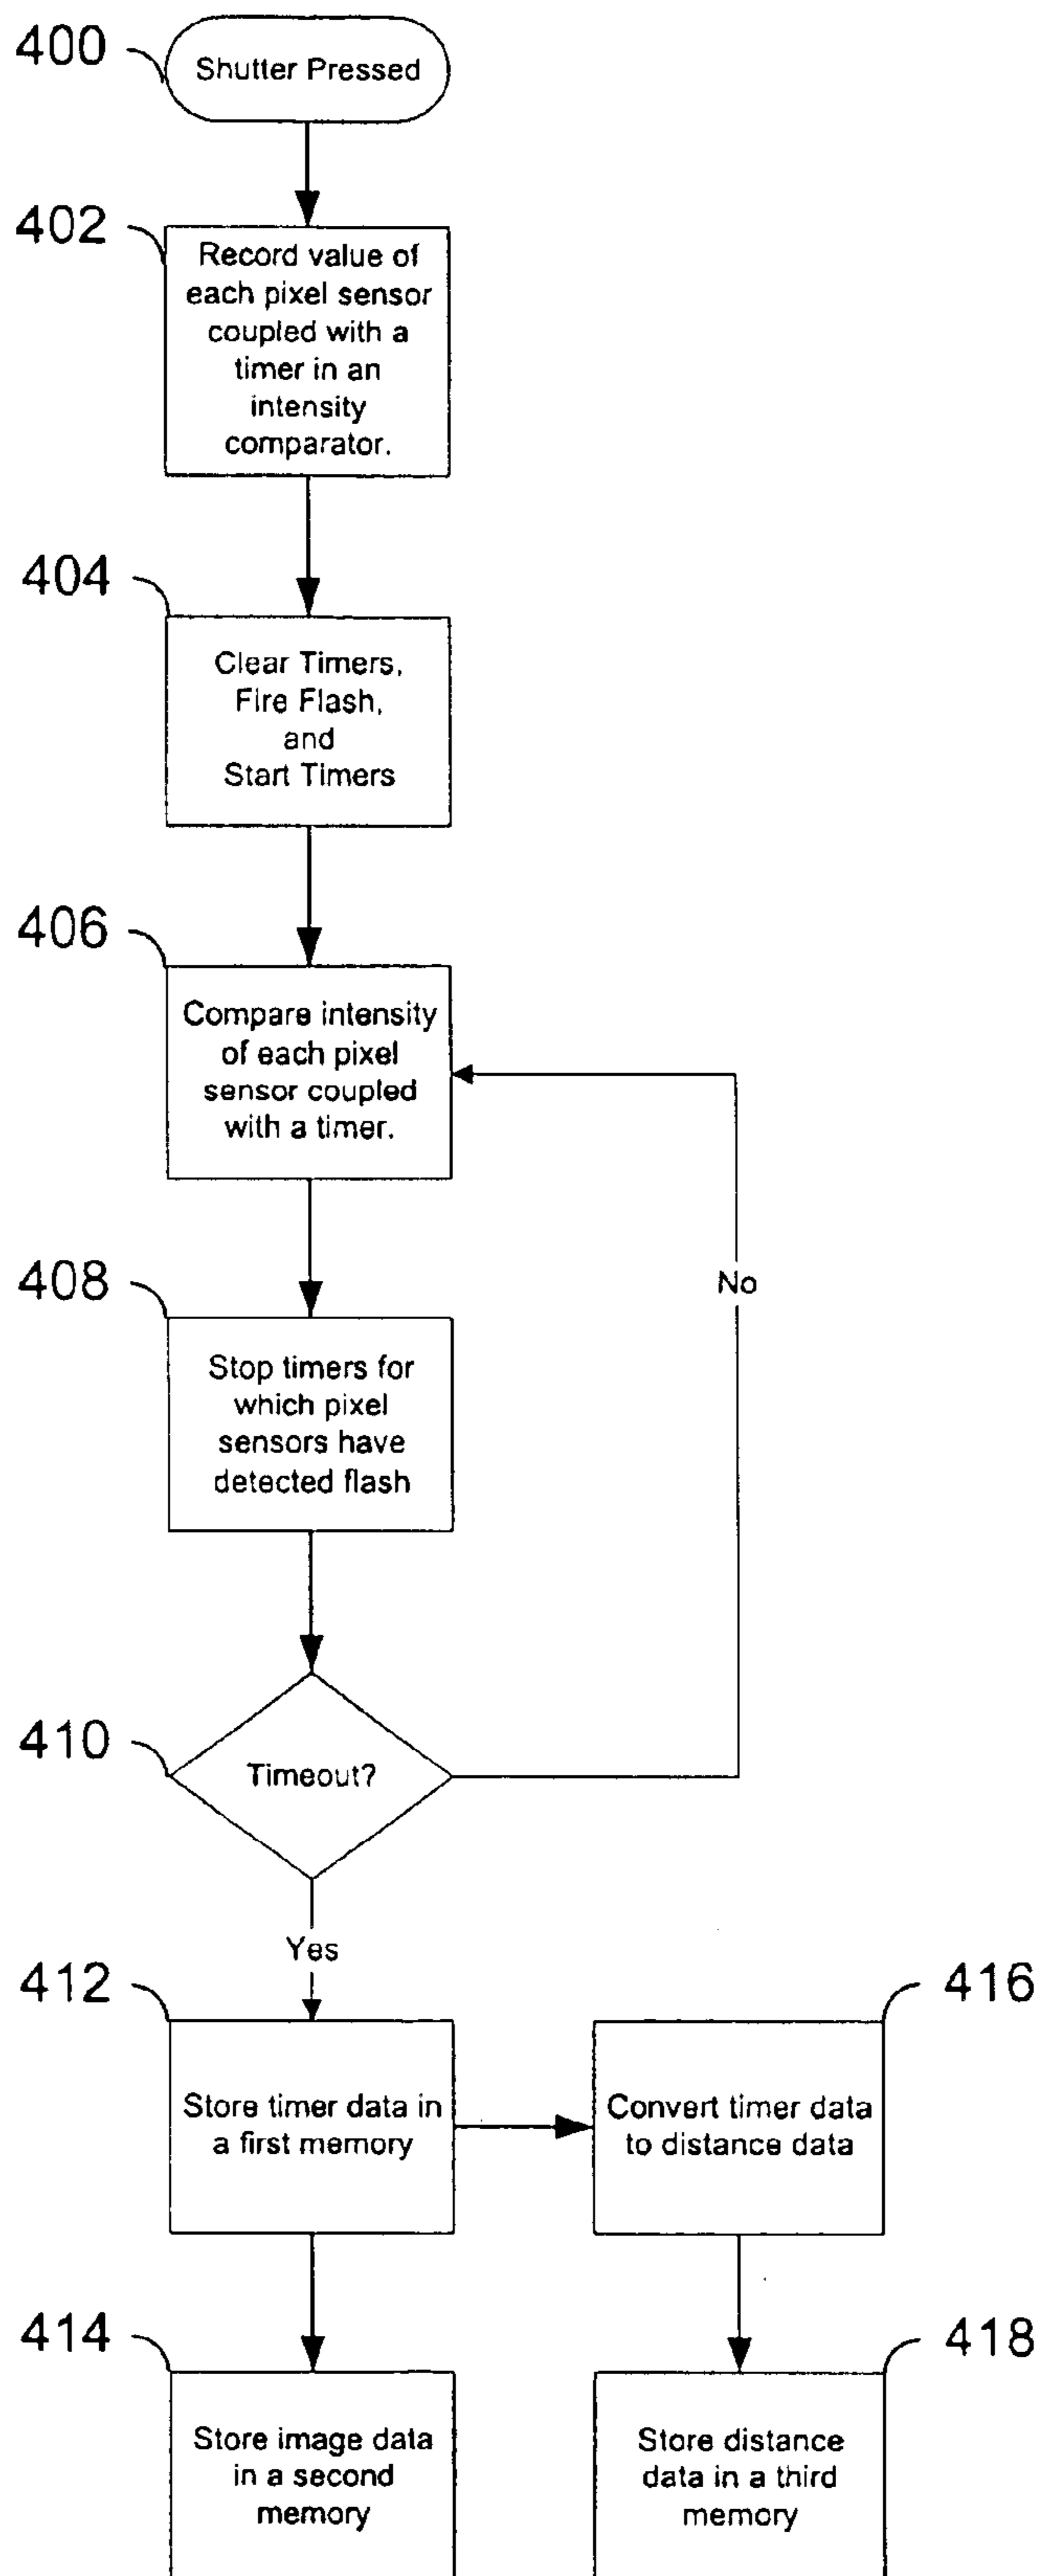 400
Shutter Pressed
402
Record value of
each pixel sensor
coupled with a
timer in an
intensity
comparator.
404
Clear Timers,
Fire Flash,
and
Start Timers
406
Compare intensity
of each pixel
sensor coupled
with a timer.
No
408
Stop timers for
which pixel
sensors have
detected flash
410
Timeout?
Yes
412
Store timer data in
a first memory
416
Convert timer data
to distance data
414
Store image data
in a second
memory
418
Store distance
data in a third
memory